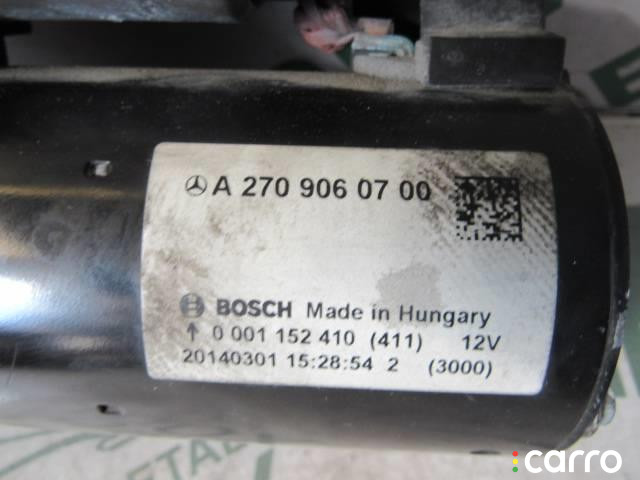 A 270 906 07 00
BOSCH Made in Hungary
↑ 0 001 152 410 (411) 12V
20140301 15:28:54 2 (3000)
:carro